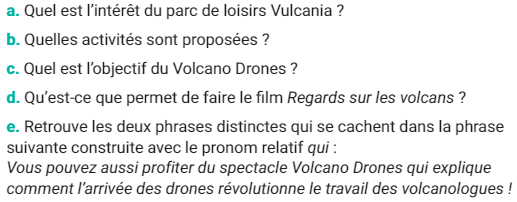 a. Quel est l'intérêt du parc de loisirs Vulcania ?
b. Quelles activités sont proposées ?
c. Quel est l'objectif du Volcano Drones ?
d. Qu'est-ce que permet de faire le film Regards sur les volcans ?
e. Retrouve les deux phrases distinctes qui se cachent dans la phrase
suivante construite avec le pronom relatif qui :
Vous pouvez aussi profiter du spectacle Volcano Drones qui explique
comment l'arrivée des drones révolutionne le travail des volcanologues !